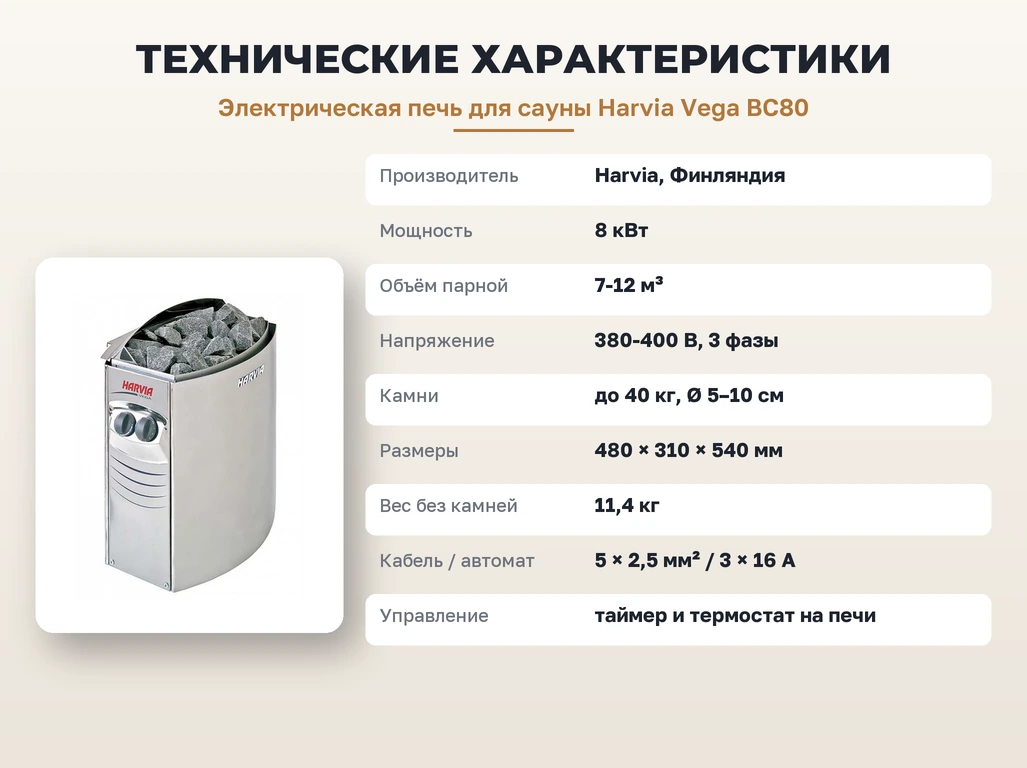 ТЕХНИЧЕСКИЕ ХАРАКТЕРИСТИКИ
Электрическая печь для сауны Harvia Vega BC80
Производитель Harvia, Финляндия
Мощность 8 кВт
Объём парной 7-12 м³
Напряжение 380-400 В, 3 фазы
Камни до 40 кг, Ø 5–10 см
Размеры 480 × 310 × 540 мм
Вес без камней 11,4 кг
Кабель / автомат 5 × 2,5 мм² / 3 × 16 А
Управление таймер и термостат на печи
HARVIA
HARVIA